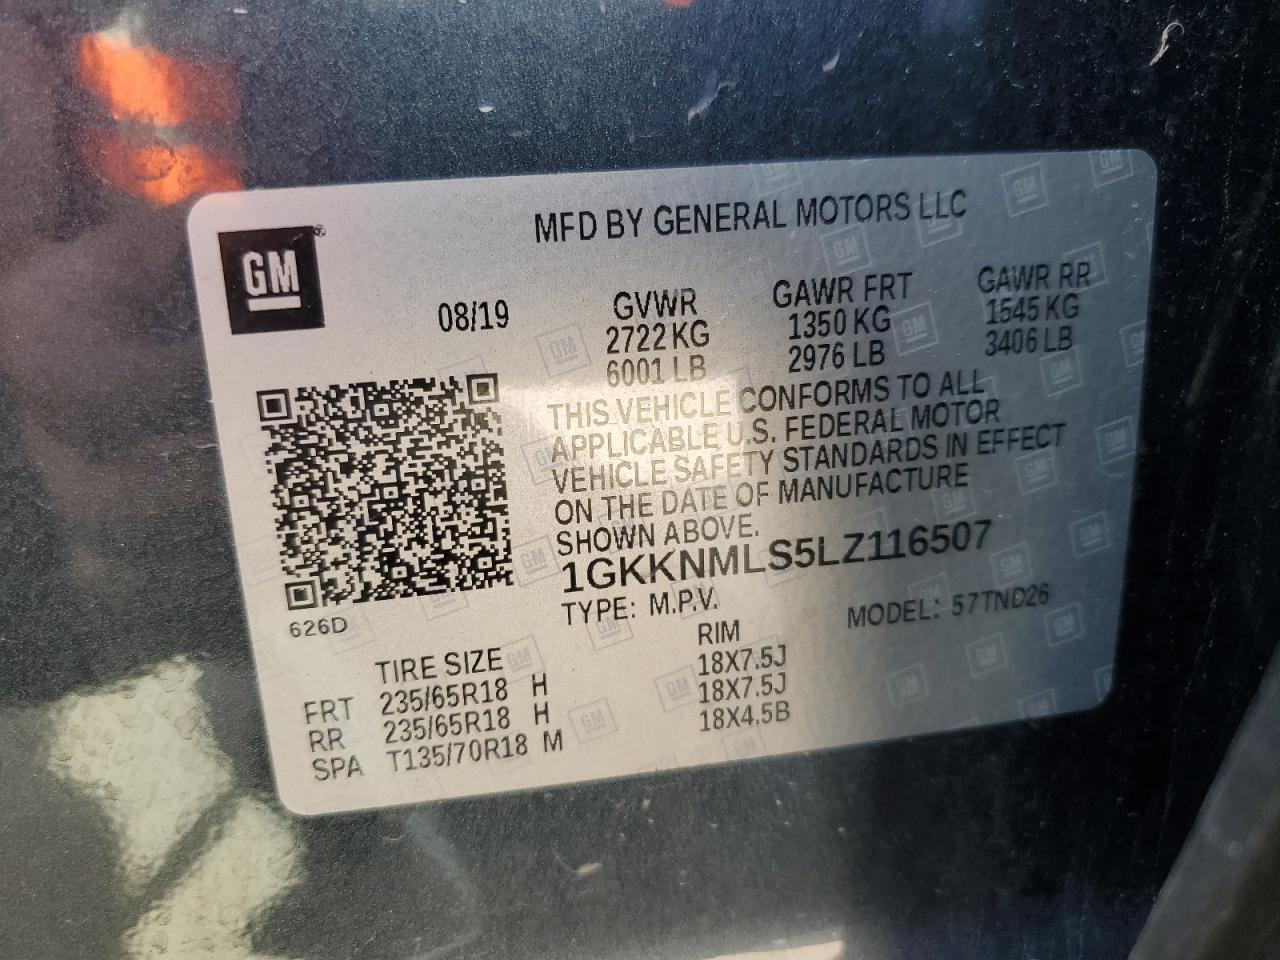 MFD BY GENERAL MOTORS LLC
GM®
08/19
GVWR
2722 KG
6001 LB
GAWR FRT
1350 KG
2976 LB
GAWR RR
1545 KG
3406 LB
THIS VEHICLE CONFORMS TO ALL
APPLICABLE U.S. FEDERAL MOTOR
VEHICLE SAFETY STANDARDS IN EFFECT
ON THE DATE OF MANUFACTURE
SHOWN ABOVE.
1GKKNMLS5LZ116507
TYPE: M.P.V. MODEL: 57TND26
626D
TIRE SIZE RIM
FRT 235/65R18 H 18X7.5J
RR 235/65R18 H 18X7.5J
SPA T135/70R18 M 18X4.5B